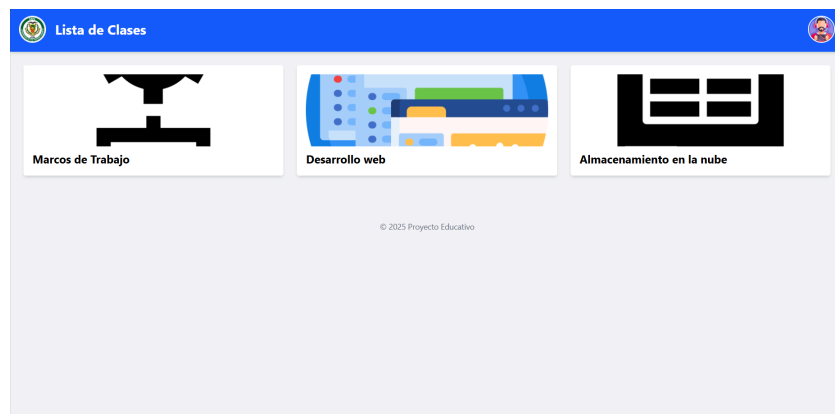 Lista de Clases
Marcos de Trabajo
Desarrollo web
Almacenamiento en la nube
© 2025 Proyecto Educativo